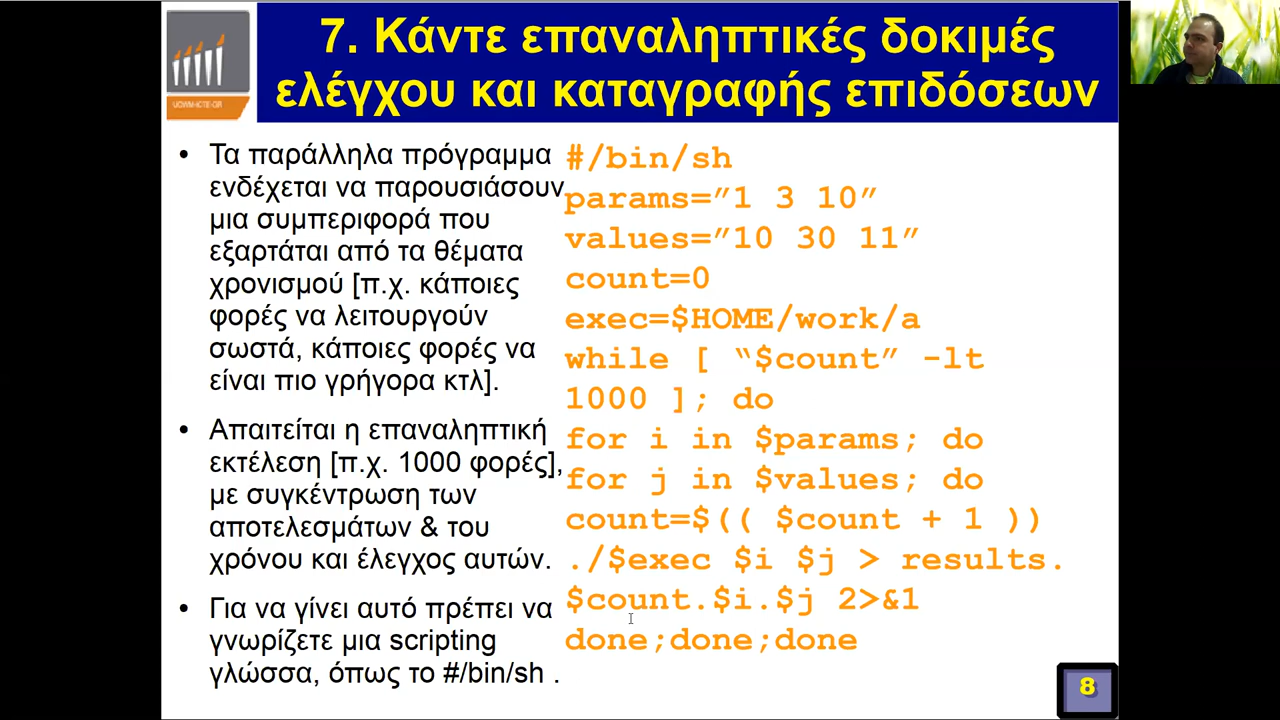 7. Κάντε επαναληπτικές δοκιμές
ελέγχου και καταγραφής επιδόσεων
UOWM-ICTE-GR
• Τα παράλληλα πρόγραμμα
ενδέχεται να παρουσιάσουν
μια συμπεριφορά που
εξαρτάται από τα θέματα
χρονισμού [π.χ. κάποιες
φορές να λειτουργούν
σωστά, κάποιες φορές να
είναι πιο γρήγορα κτλ].
• Απαιτείται η επαναληπτική
εκτέλεση [π.χ. 1000 φορές],
με συγκέντρωση των
αποτελεσμάτων & του
χρόνου και έλεγχος αυτών.
• Για να γίνει αυτό πρέπει να
γνωρίζετε μια scripting
γλώσσα, όπως το #/bin/sh .
#/bin/sh
params=”1 3 10”
values=”10 30 11”
count=0
exec=$HOME/work/a
while [ “$count” -lt
1000 ]; do
for i in $params; do
for j in $values; do
count=$(( $count + 1 ))
./$exec $i $j > results.
$count.$i.$j 2>&1
done;done;done
8